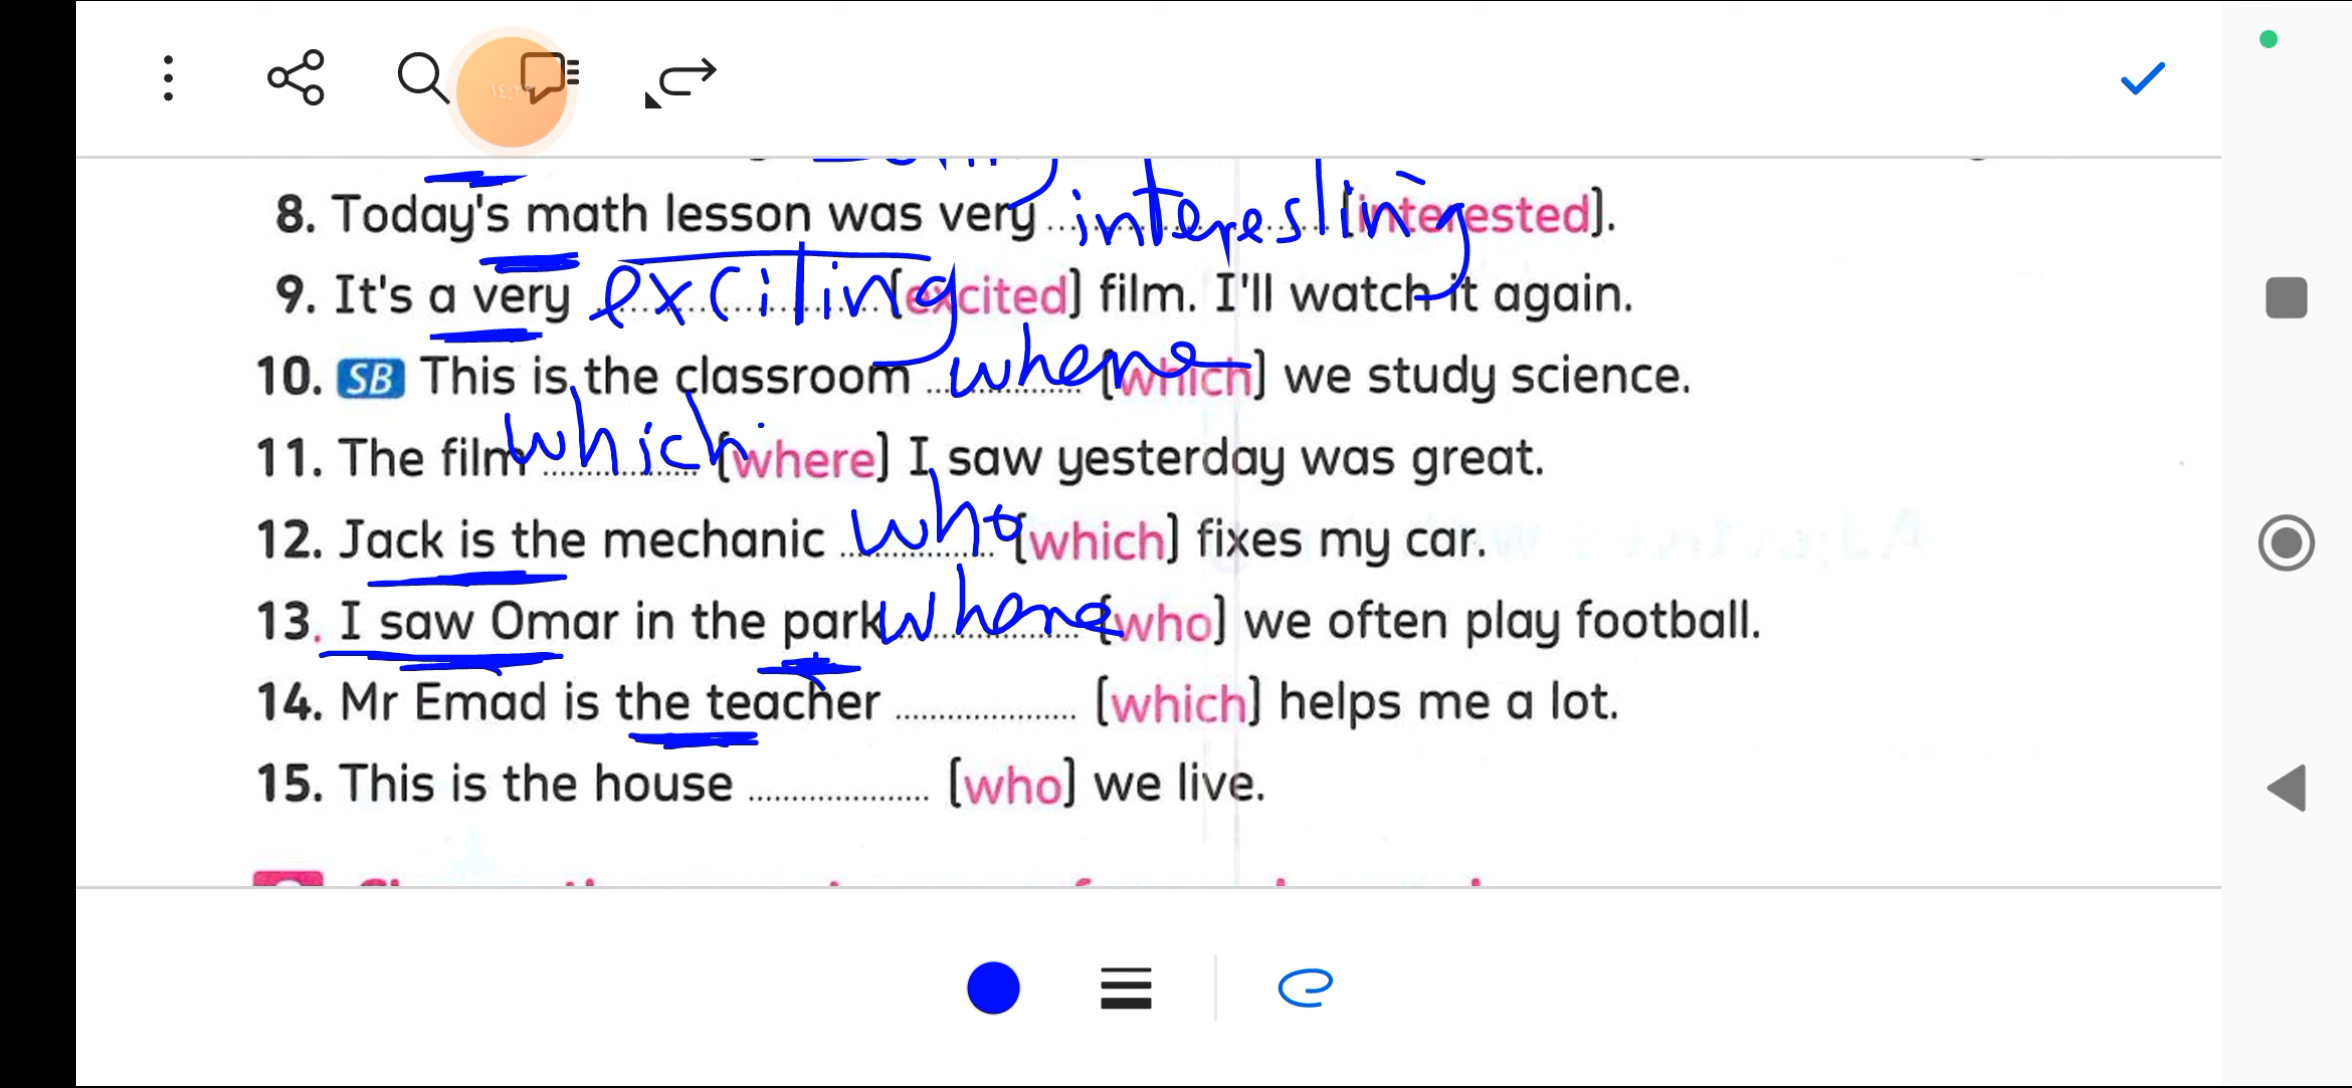 8. Today's math lesson was very interesting [interested].
9. It's a very exciting [excited] film. I'll watch it again.
10. SB This is the classroom where [which] we study science.
11. The film which [where] I saw yesterday was great.
12. Jack is the mechanic who [which] fixes my car.
13. I saw Omar in the park where [who] we often play football.
14. Mr Emad is the teacher .................... [which] helps me a lot.
15. This is the house .................... [who] we live.